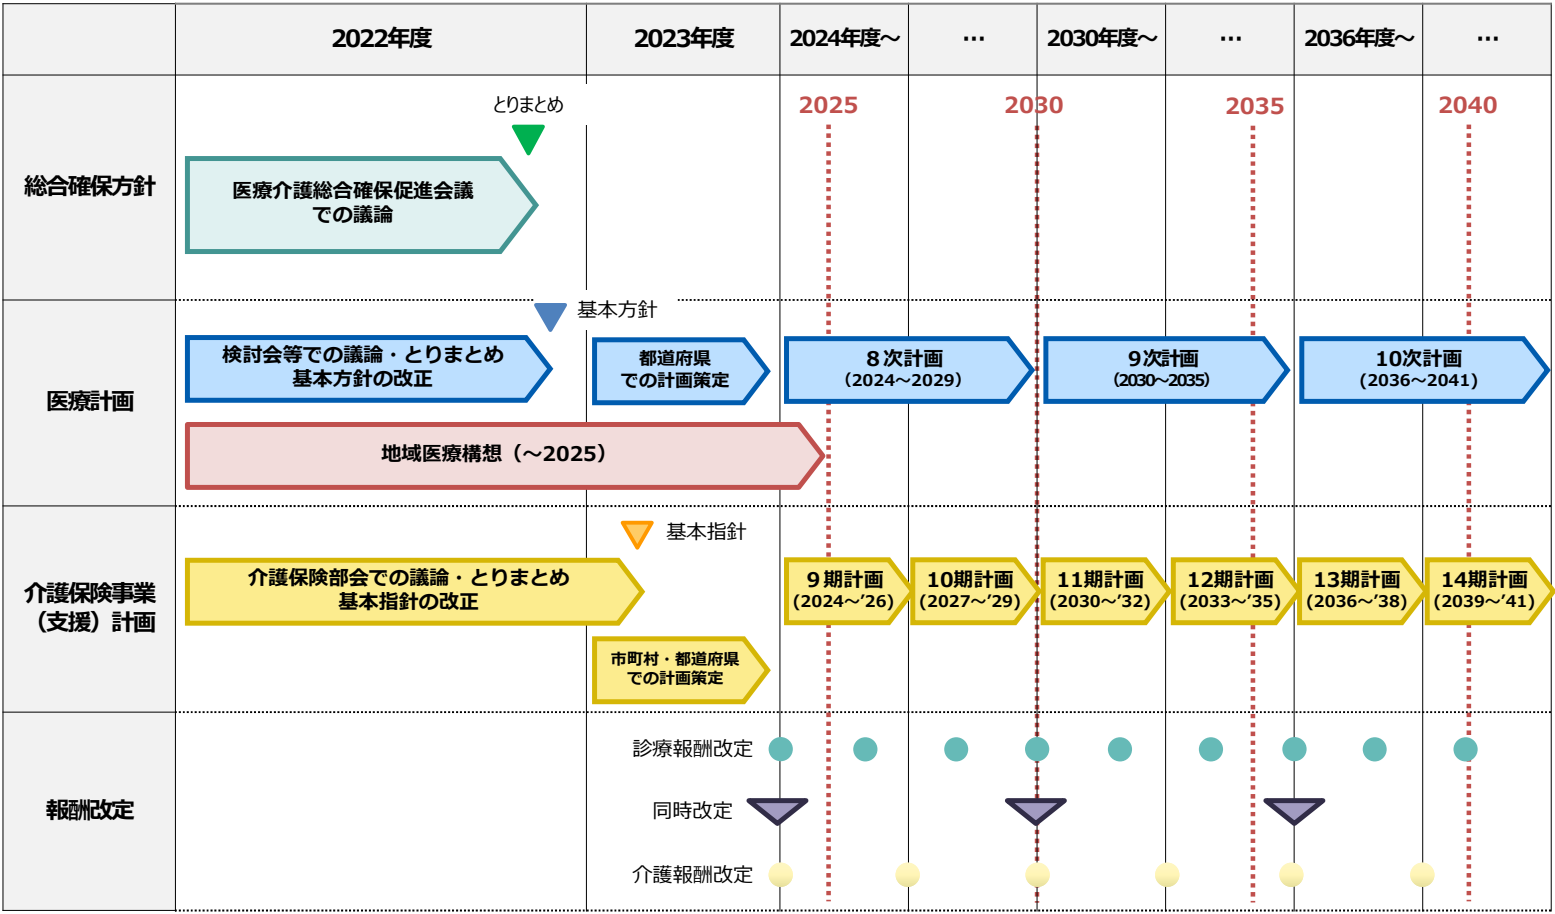 2022年度
2023年度
2024年度～
…
2030年度～
…
2036年度～
…
総合確保方針
とりまとめ
医療介護総合確保促進会議
での議論
2025
2030
2035
2040
医療計画
基本方針
検討会等での議論・とりまとめ
基本方針の改正
都道府県
での計画策定
８次計画
（2024～2029）
９次計画
（2030～2035）
10次計画
(2036～2041)
地域医療構想（～2025）
介護保険事業
（支援）計画
基本指針
介護保険部会での議論・とりまとめ
基本指針の改正
市町村・都道府県
での計画策定
９期計画
(2024～’26)
10期計画
(2027～’29)
11期計画
(2030～’32)
12期計画
(2033～’35)
13期計画
(2036～’38)
14期計画
(2039～’41)
報酬改定
診療報酬改定
同時改定
介護報酬改定